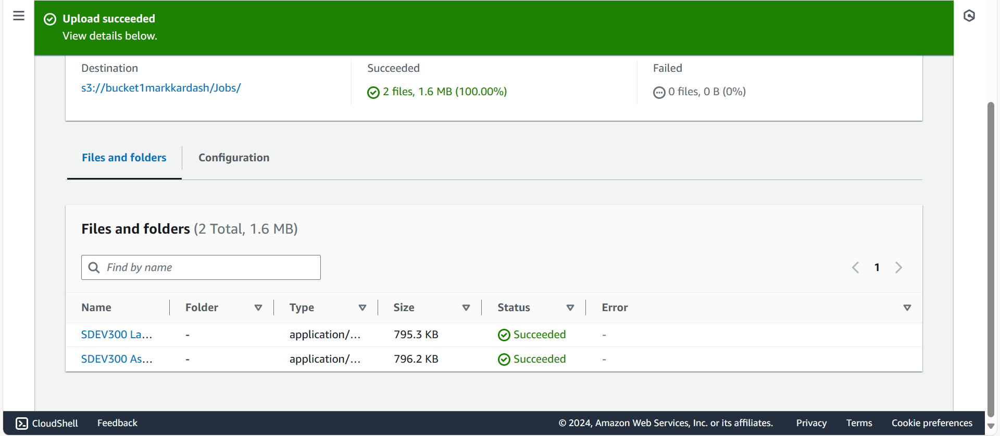 Upload succeeded
View details below.
Destination
s3://bucket1markkardash/Jobs/
Succeeded
2 files, 1.6 MB (100.00%)
Failed
0 files, 0 B (0%)
Files and folders Configuration
Files and folders (2 Total, 1.6 MB)
Find by name
1
Name Folder Type Size Status Error
SDEV300 La... - application/... 795.3 KB Succeeded -
SDEV300 As... - application/... 796.2 KB Succeeded -
CloudShell Feedback © 2024, Amazon Web Services, Inc. or its affiliates. Privacy Terms Cookie preferences